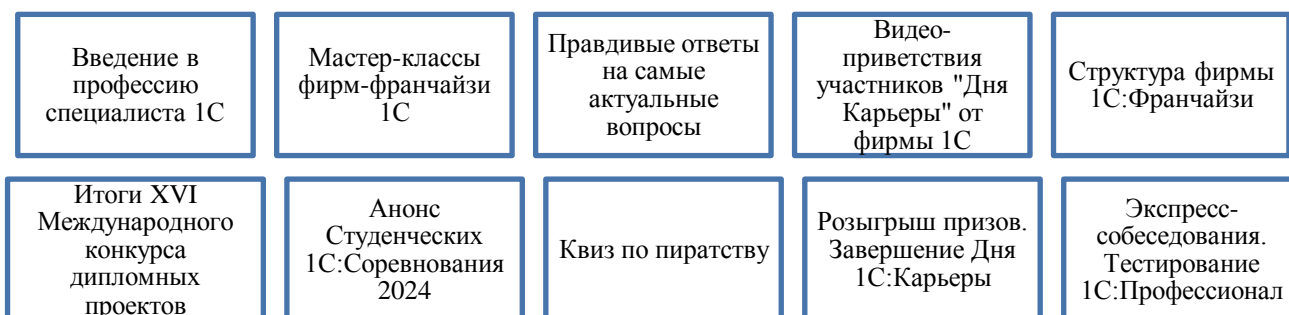 Введение в
профессию
специалиста 1С
Мастер-классы
фирм-франчайзи
1С
Правдивые ответы
на самые
актуальные
вопросы
Видео-
приветствия
участников "Дня
Карьеры" от
фирмы 1С
Структура фирмы
1С:Франчайзи
Итоги XVI
Международного
конкурса
дипломных
проектов
Анонс
Студенческих
1С:Соревнования
2024
Квиз по пиратству
Розыгрыш призов.
Завершение Дня
1С:Карьеры
Экспресс-
собеседования.
Тестирование
1С:Профессионал